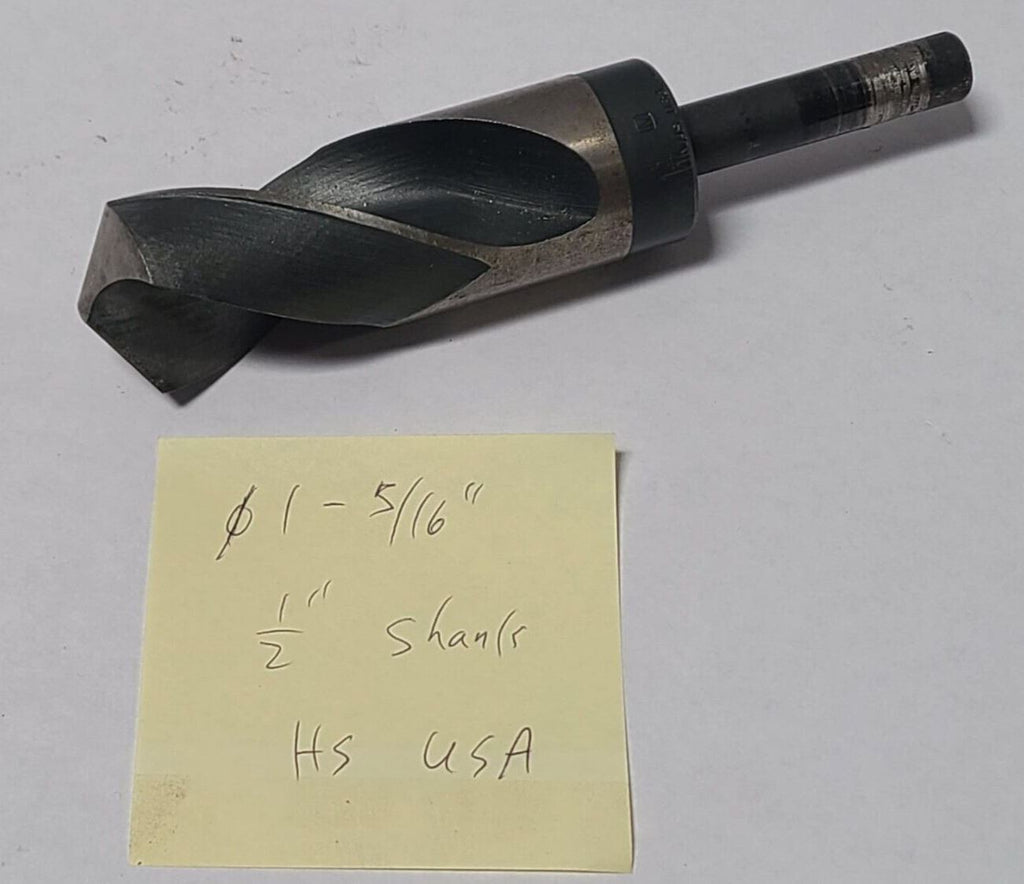 ø 1 - 5/16"
1/2" shank
HS USA